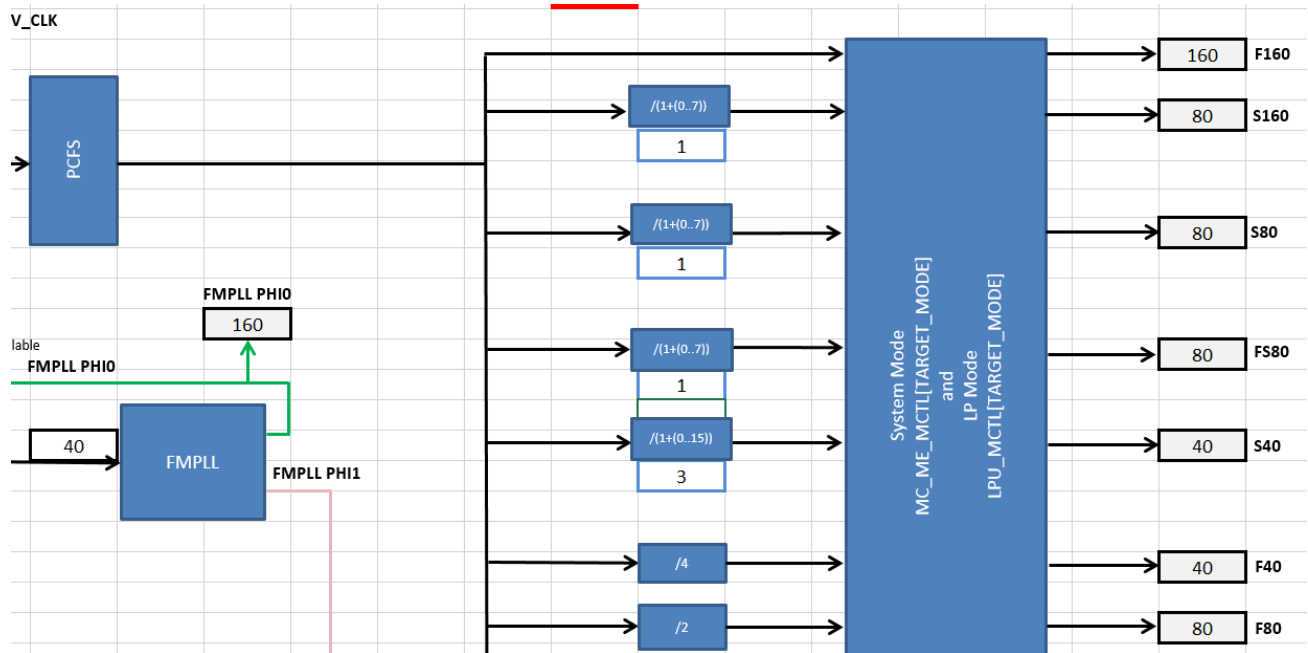 V_CLK
PCFS
FMPLL PHI0
160
lable
FMPLL PHI0
40
FMPLL
FMPLL PHI1
/(1+(0..7))
1
/(1+(0..7))
1
/(1+(0..7))
1
/(1+(0..15))
3
/4
/2
System Mode
MC_ME_MCTL[TARGET_MODE]
and
LP Mode
LPU_MCTL[TARGET_MODE]
160 F160
80 S160
80 S80
80 FS80
40 S40
40 F40
80 F80